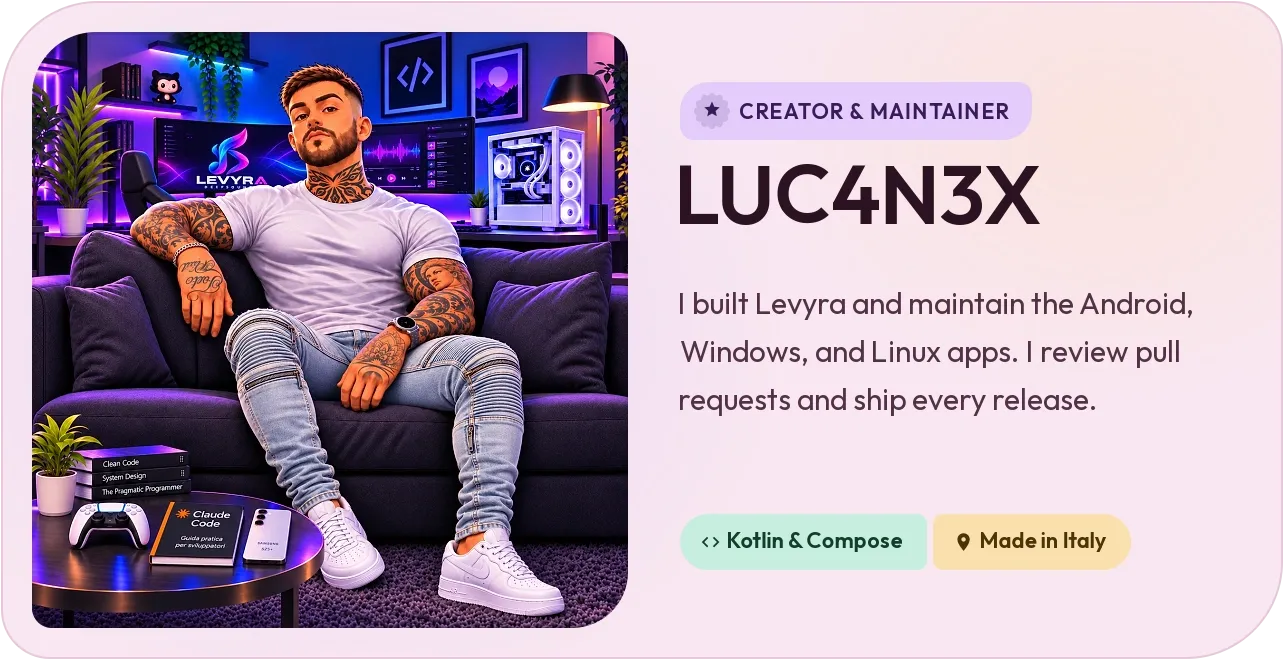 CREATOR & MAINTAINER
LUC4N3X
I built Levyra and maintain the Android,
Windows, and Linux apps. I review pull
requests and ship every release.
Kotlin & Compose
Made in Italy
</>
LEVYRA
Clean Code
System Design
The Pragmatic Programmer
Claude
Code
Guida pratica
per sviluppatori
SAMSUNG